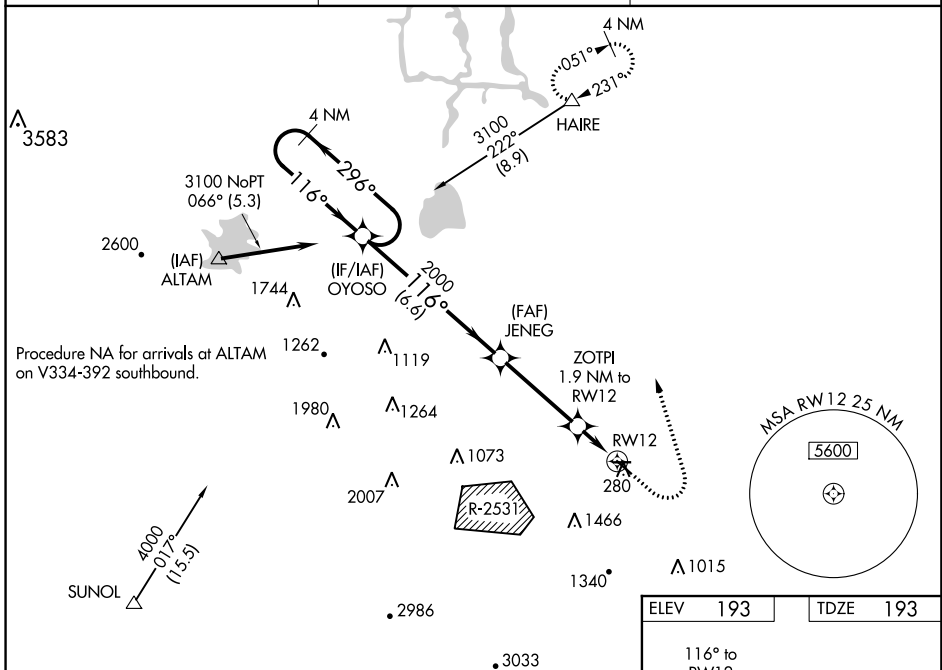 4 NM
051°
231°
HAIRE
3583
4 NM
3100
222°
(8.9)
296°
116°
3100 NoPT
066° (5.3)
2600
(IAF)
ALTAM
(IF/IAF)
OYOSO
2000
116°
(6.6)
1744
(FAF)
JENEG
Procedure NA for arrivals at ALTAM
on V334-392 southbound.
1262
1119
ZOTPI
1.9 NM to
RW12
1980
1264
MSA RW12 25 NM
5600
RW12
280
1073
2007
R-2531
1466
4000
017°
(15.5)
SUNOL
1340
1015
2986
3033
ELEV 193
TDZE 193
116° to
RW12